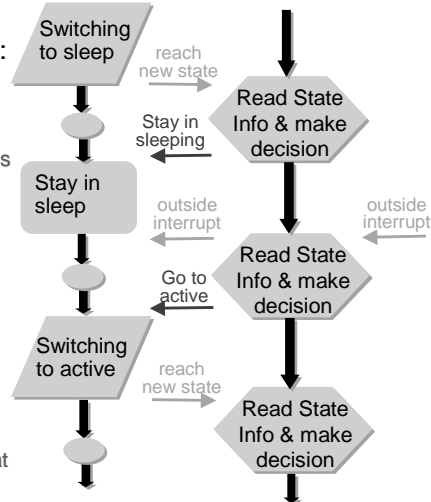 Switching
to sleep
:
reach
new state
Read State
Info & make
decision
Stay in
sleeping
s
Stay in
sleep
outside
interrupt
outside
interrupt
Read State
Info & make
decision
Go to
active
Switching
to active
reach
new state
Read State
Info & make
decision
at